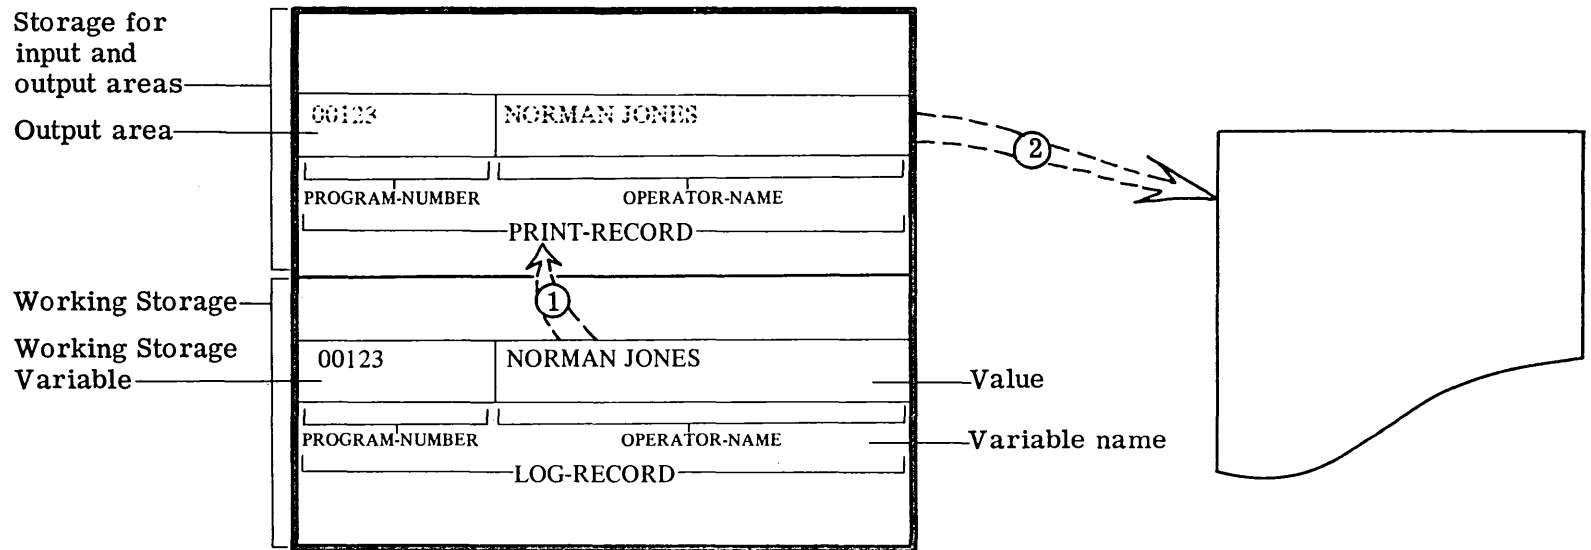 Storage for
input and
output areas
Output area
00123 NORMAN JONES
2
PROGRAM-NUMBER OPERATOR-NAME
PRINT-RECORD
Working Storage
1
Working Storage
Variable
00123 NORMAN JONES
Value
PROGRAM-NUMBER OPERATOR-NAME
Variable name
LOG-RECORD